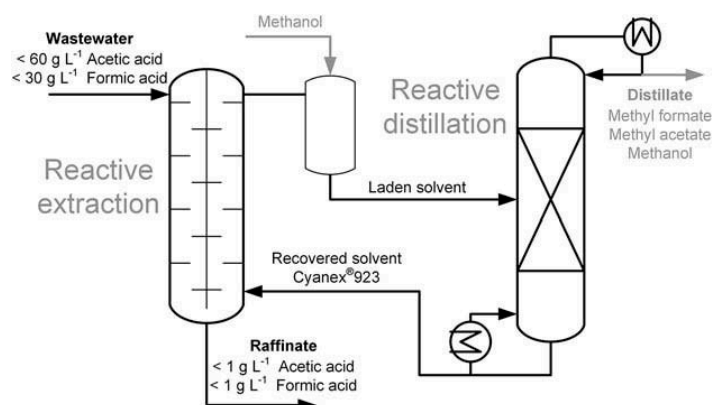 Methanol
Wastewater
< 60 g L⁻¹ Acetic acid
< 30 g L⁻¹ Formic acid
Reactive
extraction
Reactive
distillation
Distillate
Methyl formate
Methyl acetate
Methanol
Laden solvent
Recovered solvent
Cyanex®923
Raffinate
< 1 g L⁻¹ Acetic acid
< 1 g L⁻¹ Formic acid